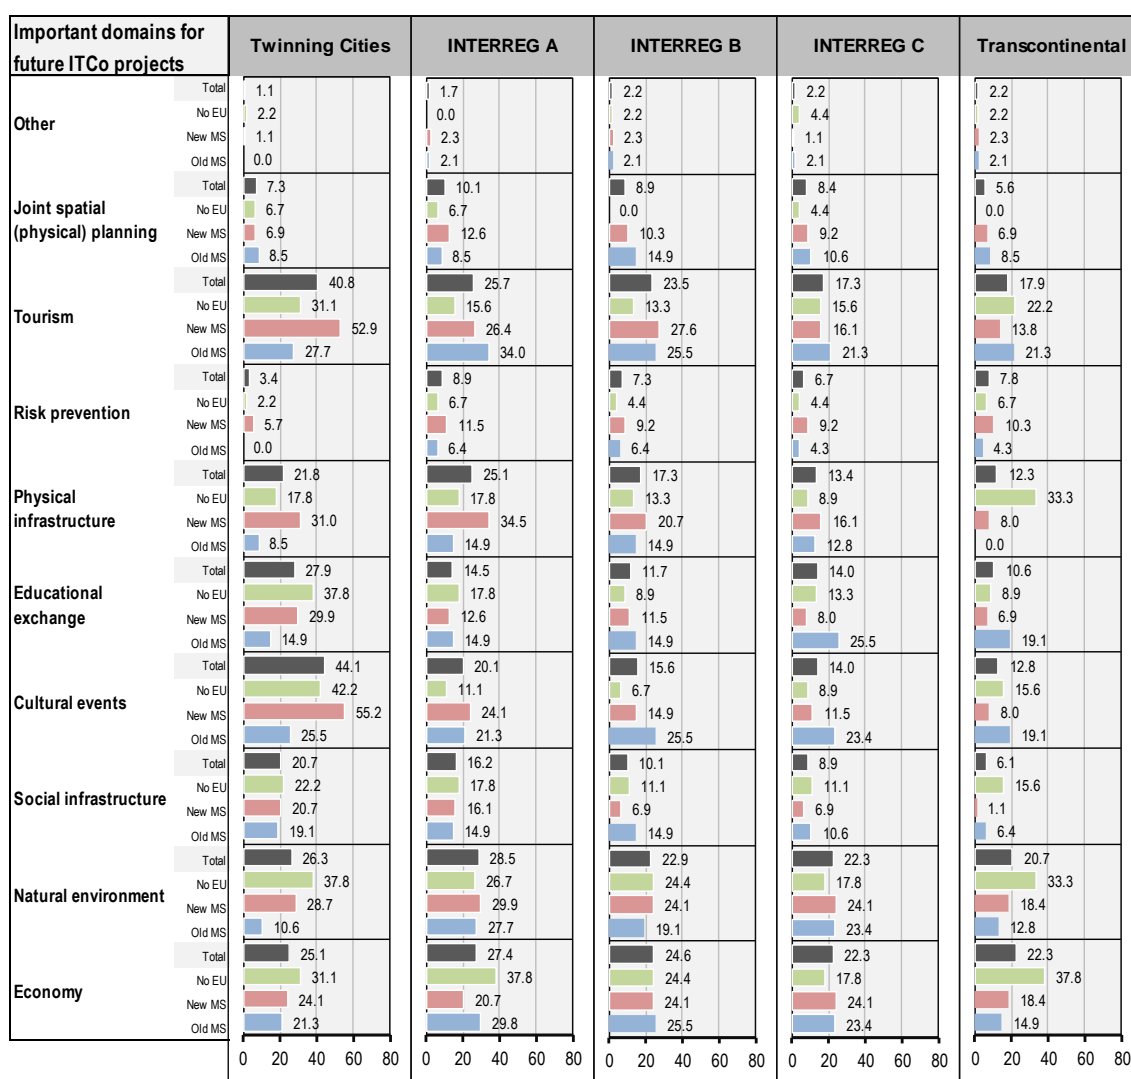 Important domains for future ITCo projects Twinning Cities INTERREG A INTERREG B INTERREG C Transcontinental
Other
Total 1.1 1.7 2.2 2.2 2.2
No EU 2.2 0.0 2.2 4.4 2.2
New MS 1.1 2.3 2.3 1.1 2.3
Old MS 0.0 2.1 2.1 2.1 2.1
Joint spatial (physical) planning
Total 7.3 10.1 8.9 8.4 5.6
No EU 6.7 6.7 0.0 4.4 0.0
New MS 6.9 12.6 10.3 9.2 6.9
Old MS 8.5 8.5 14.9 10.6 8.5
Tourism
Total 40.8 25.7 23.5 17.3 17.9
No EU 31.1 15.6 13.3 15.6 22.2
New MS 52.9 26.4 27.6 16.1 13.8
Old MS 27.7 34.0 25.5 21.3 21.3
Risk prevention
Total 3.4 8.9 7.3 6.7 7.8
No EU 2.2 6.7 4.4 4.4 6.7
New MS 5.7 11.5 9.2 9.2 10.3
Old MS 0.0 6.4 6.4 4.3 4.3
Physical infrastructure
Total 21.8 25.1 17.3 13.4 12.3
No EU 17.8 17.8 13.3 8.9 33.3
New MS 31.0 34.5 20.7 16.1 8.0
Old MS 8.5 14.9 14.9 12.8 0.0
Educational exchange
Total 27.9 14.5 11.7 14.0 10.6
No EU 37.8 17.8 8.9 13.3 8.9
New MS 29.9 12.6 11.5 8.0 6.9
Old MS 14.9 14.9 14.9 25.5 19.1
Cultural events
Total 44.1 20.1 15.6 14.0 12.8
No EU 42.2 11.1 6.7 8.9 15.6
New MS 55.2 24.1 14.9 11.5 8.0
Old MS 25.5 21.3 25.5 23.4 19.1
Social infrastructure
Total 20.7 16.2 10.1 8.9 6.1
No EU 22.2 17.8 11.1 11.1 15.6
New MS 20.7 16.1 6.9 6.9 1.1
Old MS 19.1 14.9 14.9 10.6 6.4
Natural environment
Total 26.3 28.5 22.9 22.3 20.7
No EU 37.8 26.7 24.4 17.8 33.3
New MS 28.7 29.9 24.1 24.1 18.4
Old MS 10.6 27.7 19.1 23.4 12.8
Economy
Total 25.1 27.4 24.6 22.3 22.3
No EU 31.1 37.8 24.4 17.8 37.8
New MS 24.1 20.7 24.1 24.1 18.4
Old MS 21.3 29.8 25.5 23.4 14.9
0 20 40 60 80 0 20 40 60 80 0 20 40 60 80 0 20 40 60 80 0 20 40 60 80